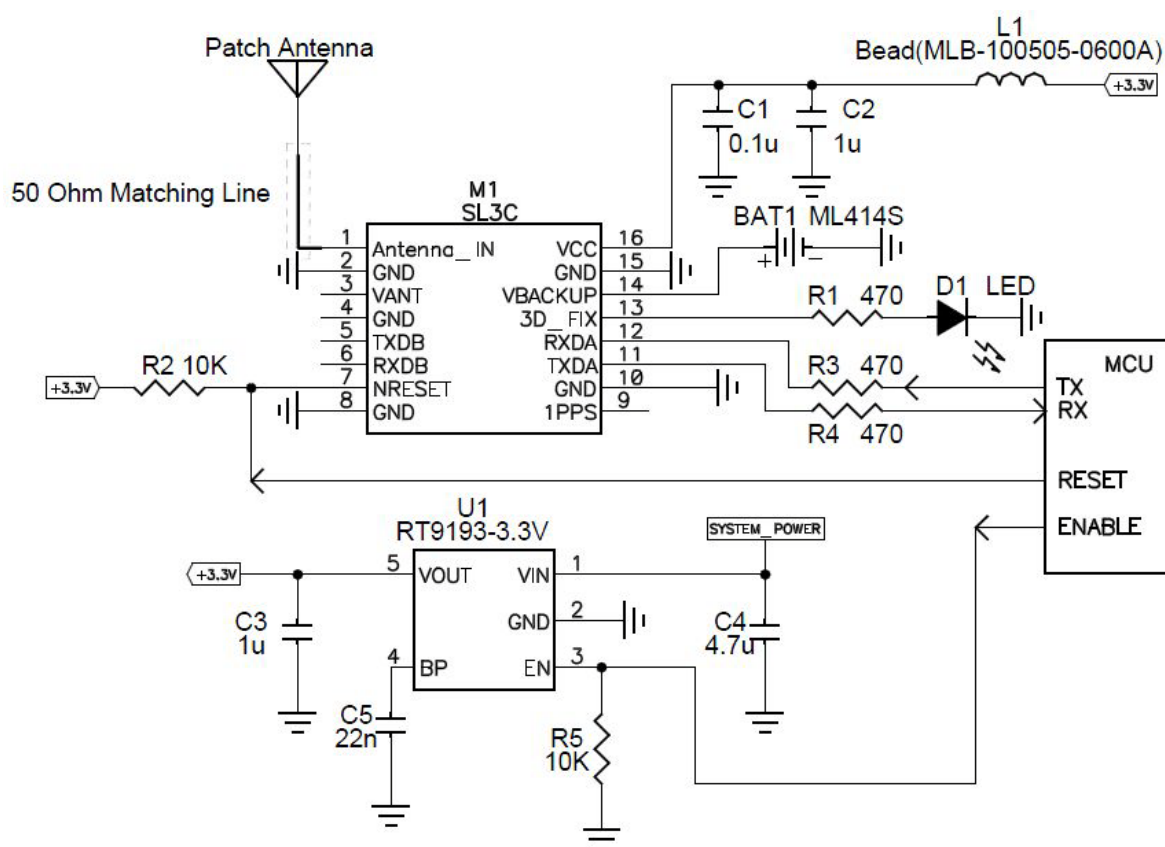 L1
Bead(MLB-100505-0600A)
+3.3V
Patch Antenna
C1
0.1u
C2
1u
50 Ohm Matching Line
M1
SL3C
BAT1 ML414S
1 Antenna_IN
2 GND
3 VANT
4 GND
5 TXDB
6 RXDB
7 NRESET
8 GND
VCC 16
GND 15
VBACKUP 14
3D_FIX 13
RXDA 12
TXDA 11
GND 10
1PPS 9
R1 470
D1 LED
R3 470
R4 470
R2 10K
+3.3V
MCU
TX
RX
RESET
ENABLE
U1
RT9193-3.3V
SYSTEM_POWER
+3.3V
5 VOUT
VIN 1
GND 2
4 BP
EN 3
C3
1u
C4
4.7u
C5
22n
R5
10K